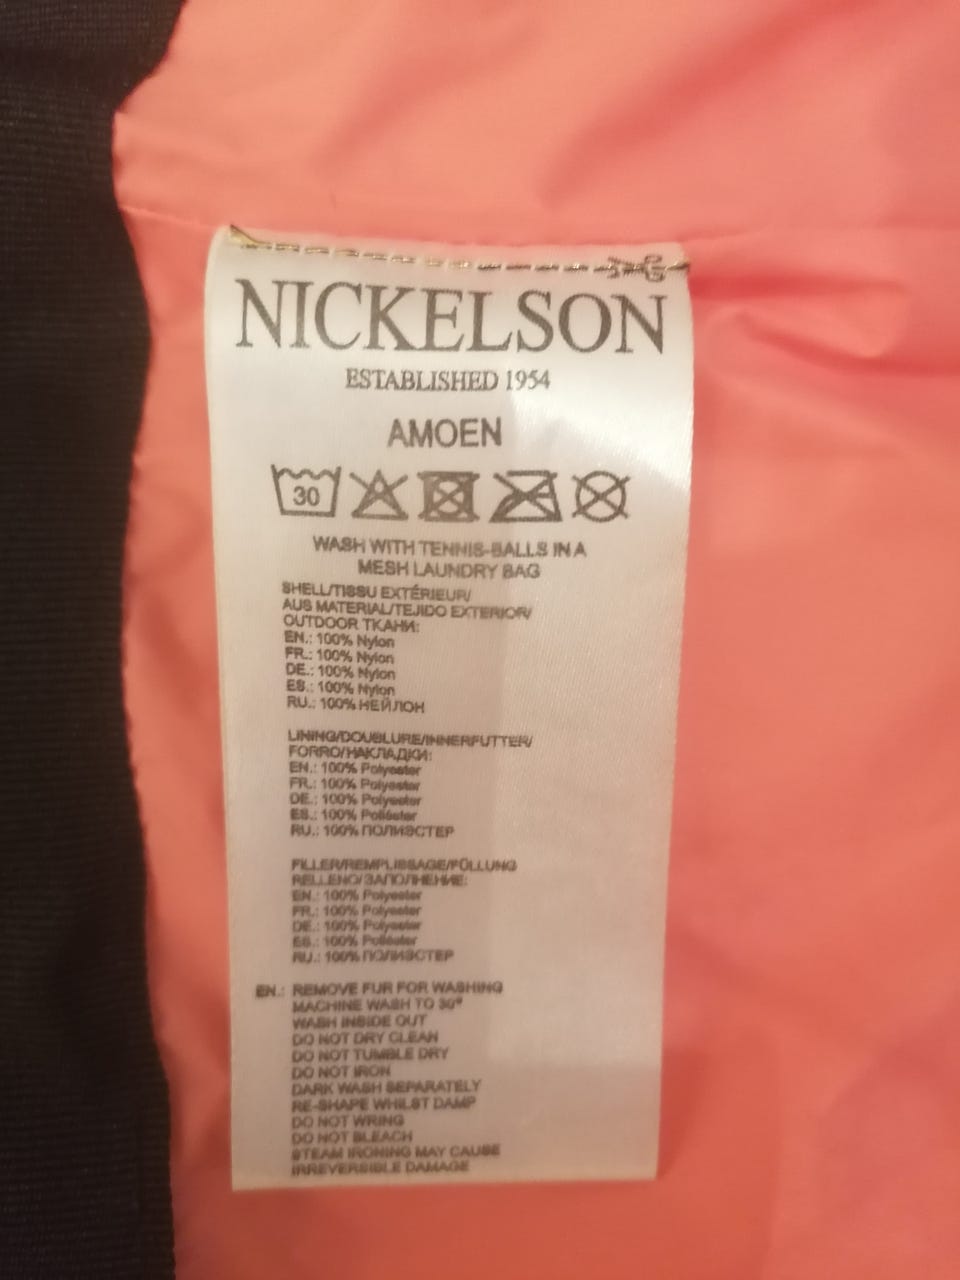 NICKELSON
ESTABLISHED 1954
AMOEN
30
WASH WITH TENNIS-BALLS IN A
MESH LAUNDRY BAG
SHELL/TISSU EXTÉRIEUR/
AUS MATERIAL/TEJIDO EXTERIOR/
OUTDOOR ТКАНИ:
EN.: 100% Nylon
FR.: 100% Nylon
DE.: 100% Nylon
ES.: 100% Nylon
RU.: 100% НЕЙЛОН
LINING/DOUBLURE/INNERFUTTER/
FORRO/НАКЛАДКИ:
EN.: 100% Polyester
FR.: 100% Polyester
DE.: 100% Polyester
ES.: 100% Poliéster
RU.: 100% ПОЛИЭСТЕР
FILLER/REMPLISSAGE/FÜLLUNG
RELLENO/ЗАПОЛНЕНИЕ:
EN.: 100% Polyester
FR.: 100% Polyester
DE.: 100% Polyester
ES.: 100% Poliéster
RU.: 100% ПОЛИЭСТЕР
EN.: REMOVE FUR FOR WASHING
MACHINE WASH TO 30°
WASH INSIDE OUT
DO NOT DRY CLEAN
DO NOT TUMBLE DRY
DO NOT IRON
DARK WASH SEPARATELY
RE-SHAPE WHILST DAMP
DO NOT WRING
DO NOT BLEACH
STEAM IRONING MAY CAUSE
IRREVERSIBLE DAMAGE